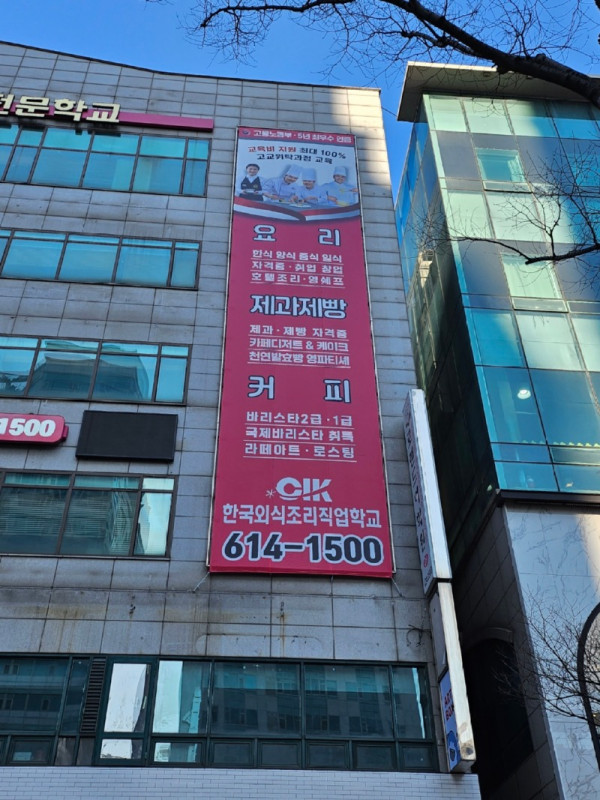 전문학교
고용노동부 · 5년 최우수 인증
교육비 지원 최대 100%
고교위탁과정 교육
요 리
한식 양식 중식 일식
자격증 · 취업 창업
호텔조리 · 영쉐프
제과제빵
제과 · 제빵 자격증
카페디저트 & 케이크
천연발효빵 영파티세
커 피
바리스타2급 · 1급
국제바리스타 취득
라떼아트 · 로스팅
CIK
한국외식조리직업학교
614-1500
1500